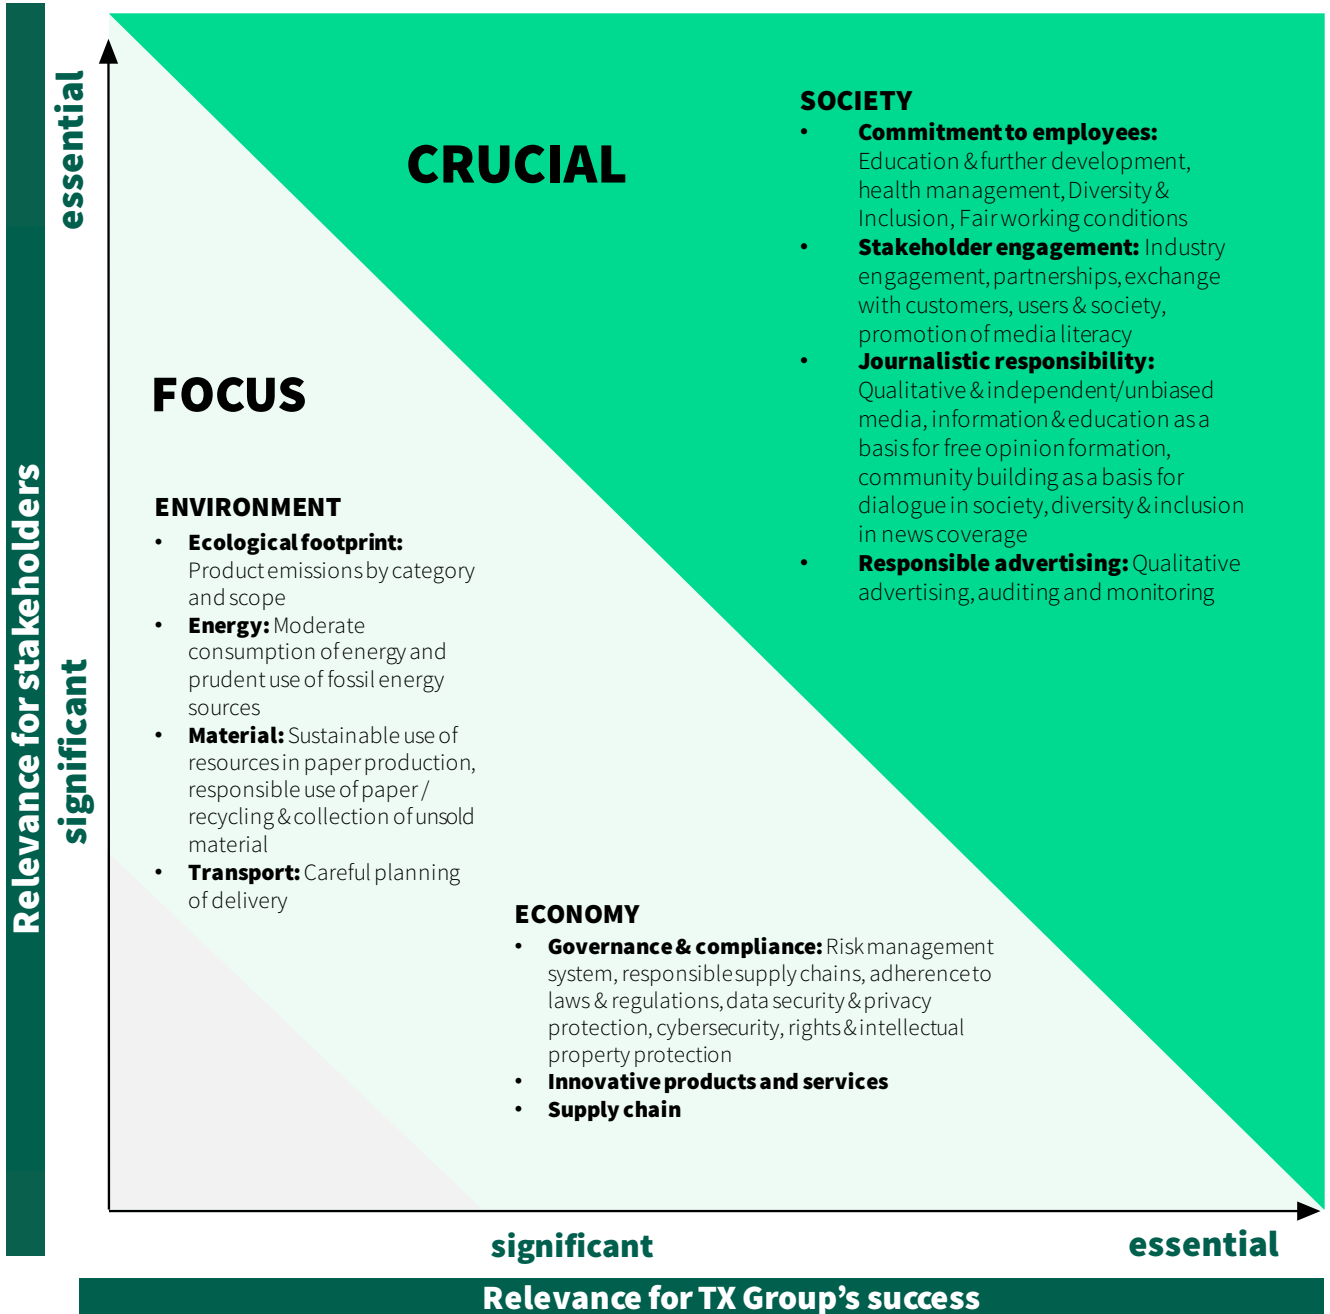 essential
significant
Relevance for stakeholders
CRUCIAL
FOCUS
SOCIETY
• Commitment to employees:
Education & further development,
health management, Diversity &
Inclusion, Fair working conditions
• Stakeholder engagement: Industry
engagement, partnerships, exchange
with customers, users & society,
promotion of media literacy
• Journalistic responsibility:
Qualitative & independent/unbiased
media, information & education as a
basis for free opinion formation,
community building as a basis for
dialogue in society, diversity & inclusion
in news coverage
• Responsible advertising: Qualitative
advertising, auditing and monitoring
ENVIRONMENT
• Ecological footprint:
Product emissions by category
and scope
• Energy: Moderate
consumption of energy and
prudent use of fossil energy
sources
• Material: Sustainable use of
resources in paper production,
responsible use of paper /
recycling & collection of unsold
material
• Transport: Careful planning
of delivery
ECONOMY
• Governance & compliance: Risk management
system, responsible supply chains, adherence to
laws & regulations, data security & privacy
protection, cybersecurity, rights & intellectual
property protection
• Innovative products and services
• Supply chain
significant
essential
Relevance for TX Group’s success